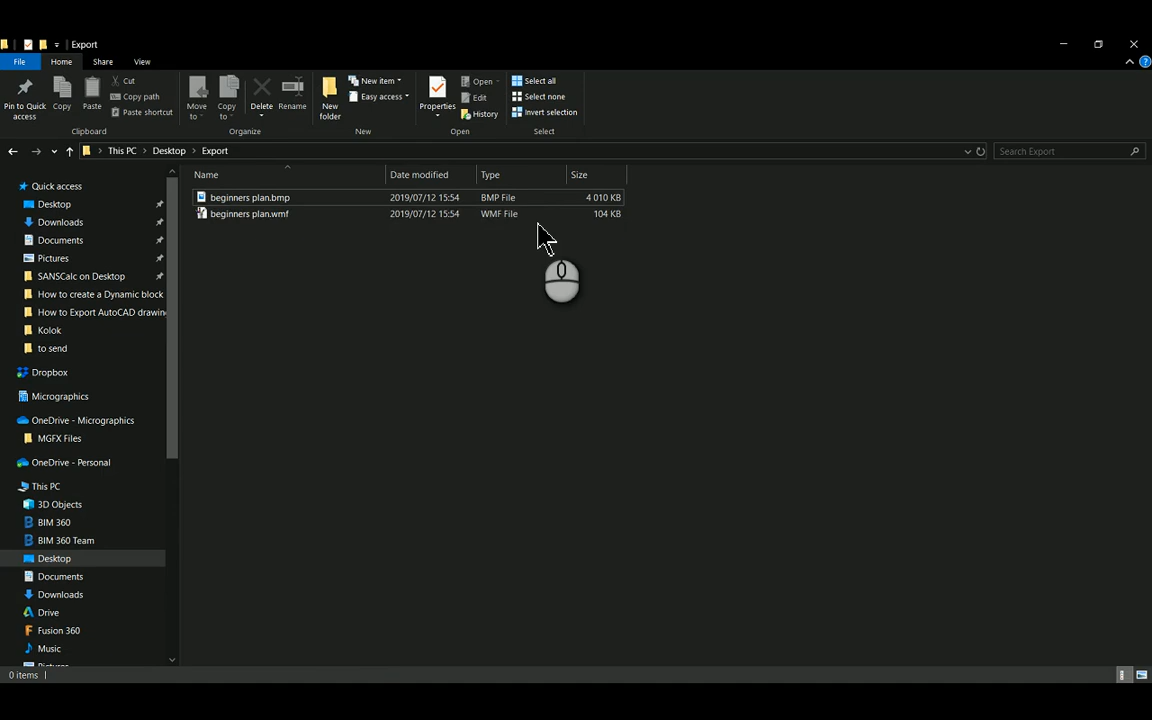 Export
File Home Share View
Pin to Quick access
Copy
Paste
Cut
Copy path
Paste shortcut
Clipboard
Move to
Copy to
Delete
Rename
Organize
New folder
New item
Easy access
New
Properties
Open
Edit
History
Open
Select all
Select none
Invert selection
Select
This PC > Desktop > Export
Search Export
Name Date modified Type Size
beginners plan.bmp 2019/07/12 15:54 BMP File 4 010 KB
beginners plan.wmf 2019/07/12 15:54 WMF File 104 KB
Quick access
Desktop
Downloads
Documents
Pictures
SANSCalc on Desktop
How to create a Dynamic block
How to Export AutoCAD drawin
Kolok
to send
Dropbox
Micrographics
OneDrive - Micrographics
MGFX Files
OneDrive - Personal
This PC
3D Objects
BIM 360
BIM 360 Team
Desktop
Documents
Downloads
Drive
Fusion 360
Music
0 items